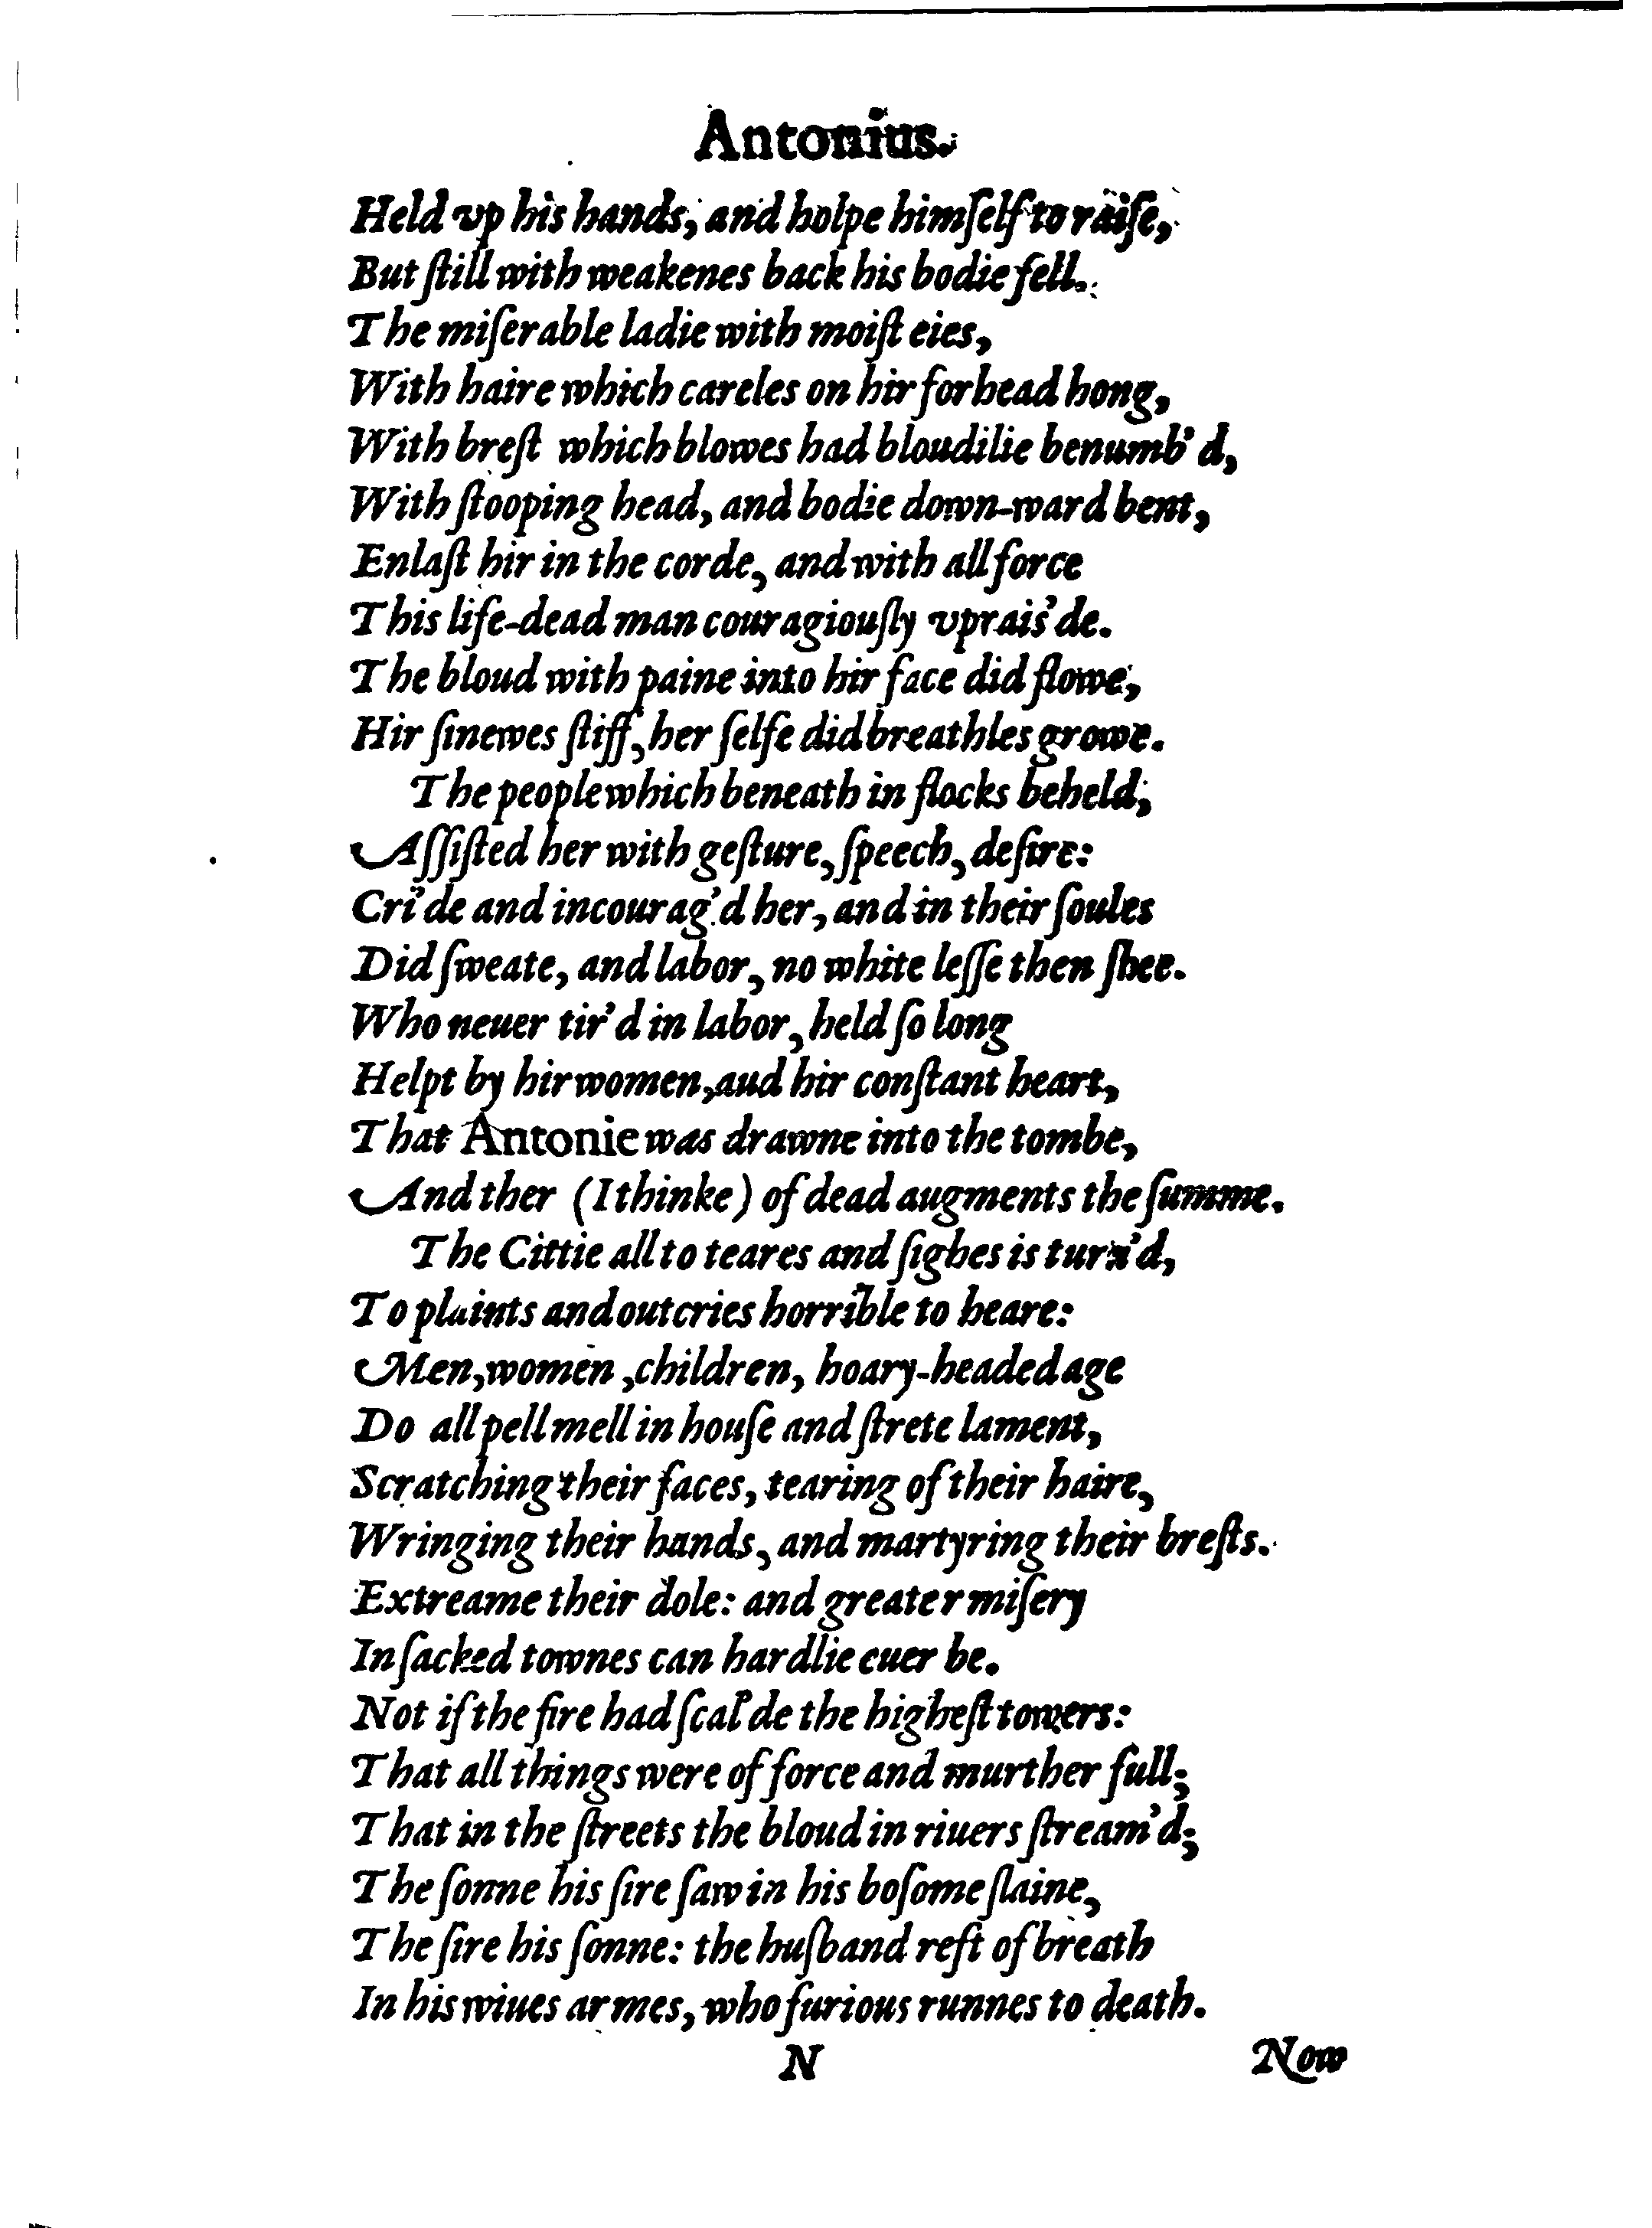 Antonius.
Held vp his hands, and holpe himſelf to raiſe,
But ſtill with weakenes back his bodie fell.
The miſerable ladie with moiſt eies,
With haire which careles on hir forhead hong,
With breſt which blowes had bloudilie benumb'd,
With ſtooping head, and bodie down-ward bent,
Enlaſt hir in the corde, and with all force
This life-dead man couragiouſly vprais'de.
The bloud with paine into hir face did flowe,
Hir ſinewes ſtiff, her ſelfe did breathles growe.
The people which beneath in flocks beheld,
Aſſiſted her with geſture, ſpeech, deſire:
Cri'de and incourag'd her, and in their ſoules
Did ſweate, and labor, no white leſſe then ſhee.
Who neuer tir'd in labor, held ſo long
Helpt by hir women, aud hir conſtant heart,
That Antonie was drawne into the tombe,
And ther (I thinke) of dead augments the ſumme.
The Cittie all to teares and ſighes is turn'd,
To plaints and outcries horrible to heare:
Men, women, children, hoary-headed age
Do all pell mell in houſe and ſtrete lament,
Scratching their faces, tearing of their haire,
Wringing their hands, and martyring their breſts.
Extreame their dole: and greater miſery
In ſacked townes can hardlie euer be.
Not if the fire had ſcal'de the higheſt towers:
That all things were of force and murther full;
That in the ſtreets the bloud in riuers ſtream'd;
The ſonne his ſire ſaw in his boſome ſlaine,
The ſire his ſonne: the huſband reft of breath
In his wiues armes, who furious runnes to death.
N Now